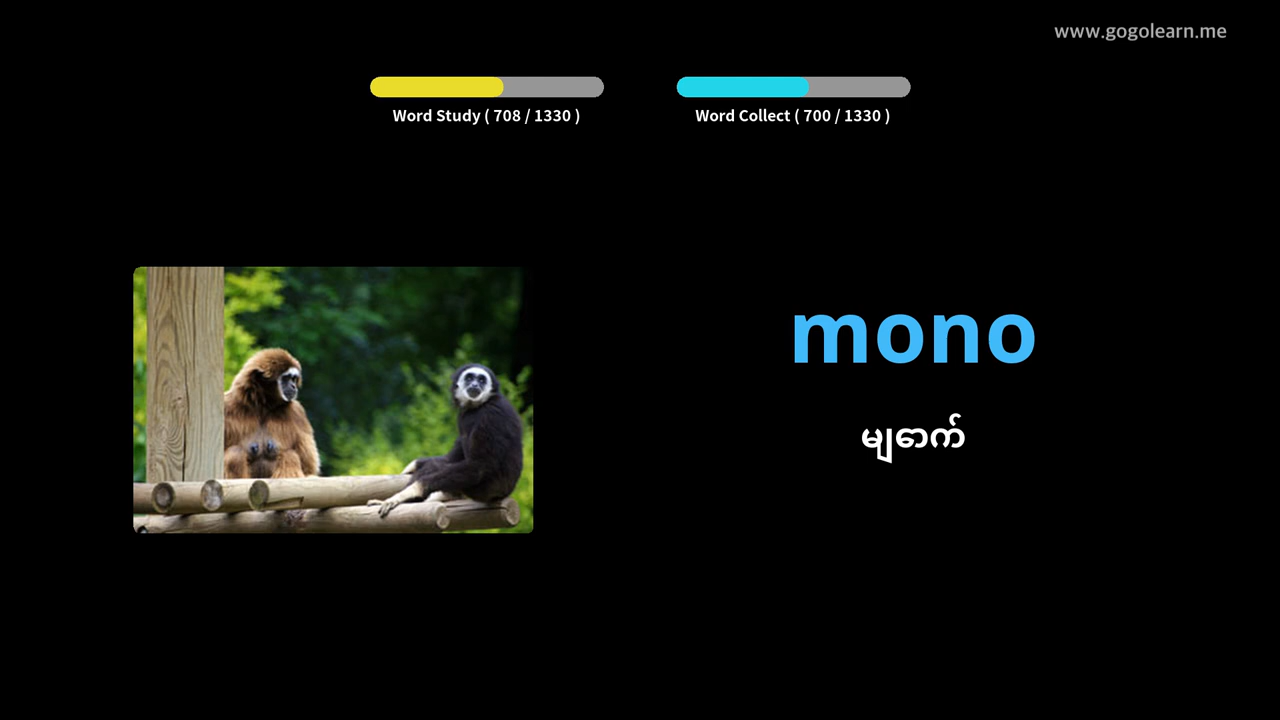 www.gogolearn.me
Word Study ( 708 / 1330 )
Word Collect ( 700 / 1330 )
mono
မျောက်